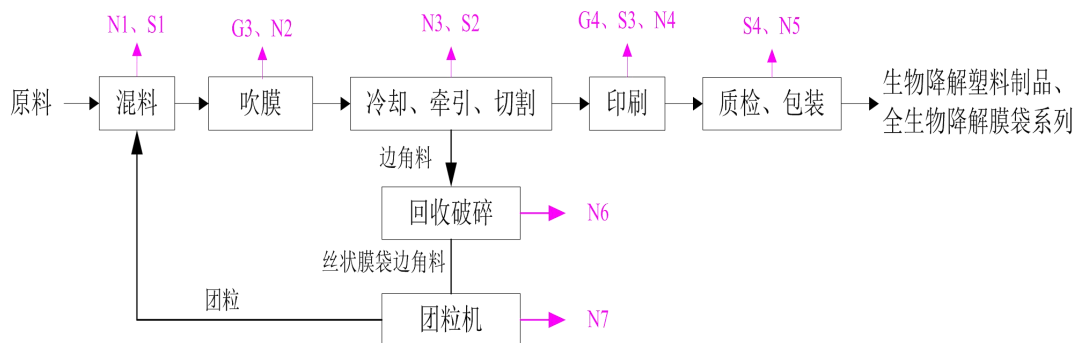 N1、S1
G3、N2
N3、S2
G4、S3、N4
S4、N5
原料
混料
吹膜
冷却、牵引、切割
印刷
质检、包装
生物降解塑料制品、
全生物降解膜袋系列
边角料
回收破碎
N6
丝状膜袋边角料
团粒
团粒机
N7